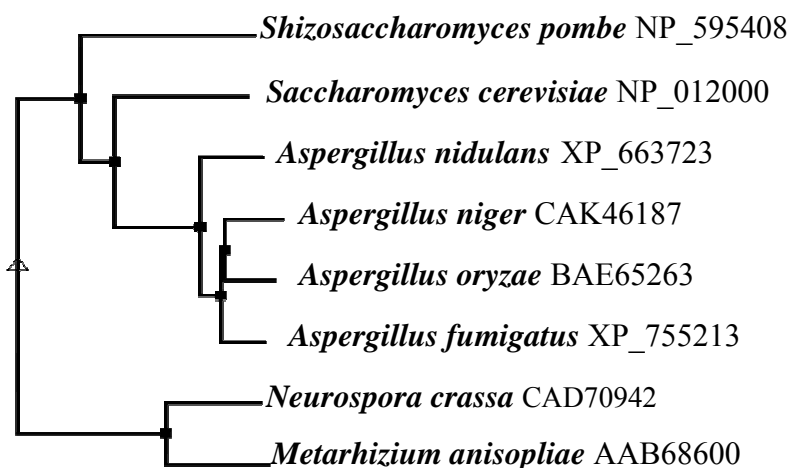 Shizosaccharomyces pombe NP_595408
Saccharomyces cerevisiae NP_012000
Aspergillus nidulans XP_663723
Aspergillus niger CAK46187
Aspergillus oryzae BAE65263
Aspergillus fumigatus XP_755213
Neurospora crassa CAD70942
Metarhizium anisopliae AAB68600